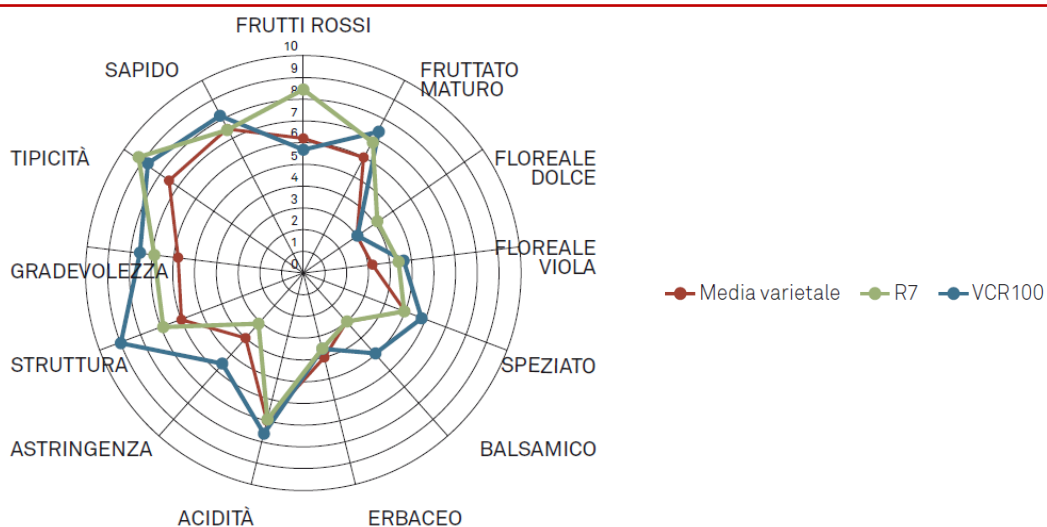 FRUTTI ROSSI
10
9
8
7
6
5
4
3
2
1
0
FRUTTATO
MATURO
FLOREALE
DOLCE
FLOREALE
VIOLA
SPEZIATO
BALSAMICO
ERBACEO
ACIDITÀ
ASTRINGENZA
STRUTTURA
GRADEVOLEZZA
TIPICITÀ
SAPIDO
Media varietale
R7
VCR100